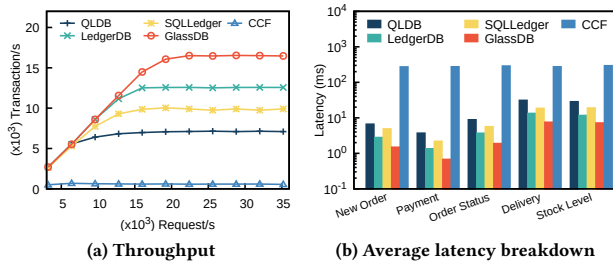 QLDB SQLLedger CCF
LedgerDB GlassDB
(x10³) Transaction/s
20
15
10
5
0
5 10 15 20 25 30 35
(x10³) Request/s
(a) Throughput
QLDB SQLLedger CCF
LedgerDB GlassDB
Latency (ms)
10⁴
10³
10²
10¹
10⁰
10⁻¹
New Order
Payment
Order Status
Delivery
Stock Level
(b) Average latency breakdown